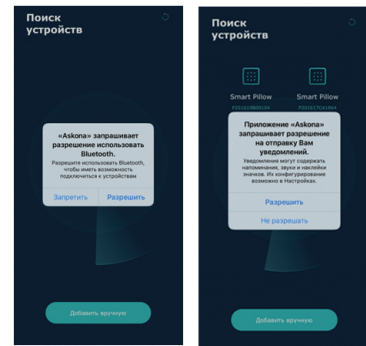 Поиск
устройств
«Askona» запрашивает
разрешение использовать
Bluetooth.
Разрешите использовать Bluetooth,
чтобы иметь возможность
подключиться к устройствам
Запретить Разрешить
Добавить вручную
Поиск
устройств
Smart Pillow Smart Pillow
Приложение «Askona»
запрашивает разрешение
на отправку Вам
уведомлений.
Уведомления могут содержать
напоминания, звуки и наклейки
значков. Их конфигурирование
возможно в Настройках.
Разрешить
Не разрешать
Добавить вручную